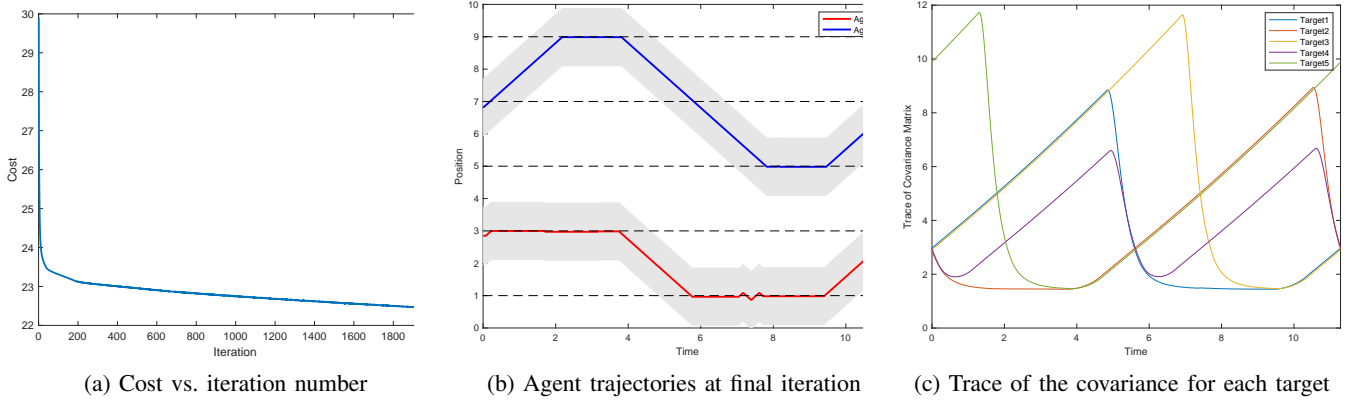 30
29
28
27
26
25
24
23
22
Cost
0 200 400 600 800 1000 1200 1400 1600 1800
Iteration
(a) Cost vs. iteration number
10
9
8
7
6
5
4
3
2
1
0
Position
0 2 4 6 8 10
Time
Ag
Ag
(b) Agent trajectories at final iteration
12
10
8
6
4
2
0
Trace of Covariance Matrix
0 2 4 6 8 10
Time
Target1
Target2
Target3
Target4
Target5
(c) Trace of the covariance for each target